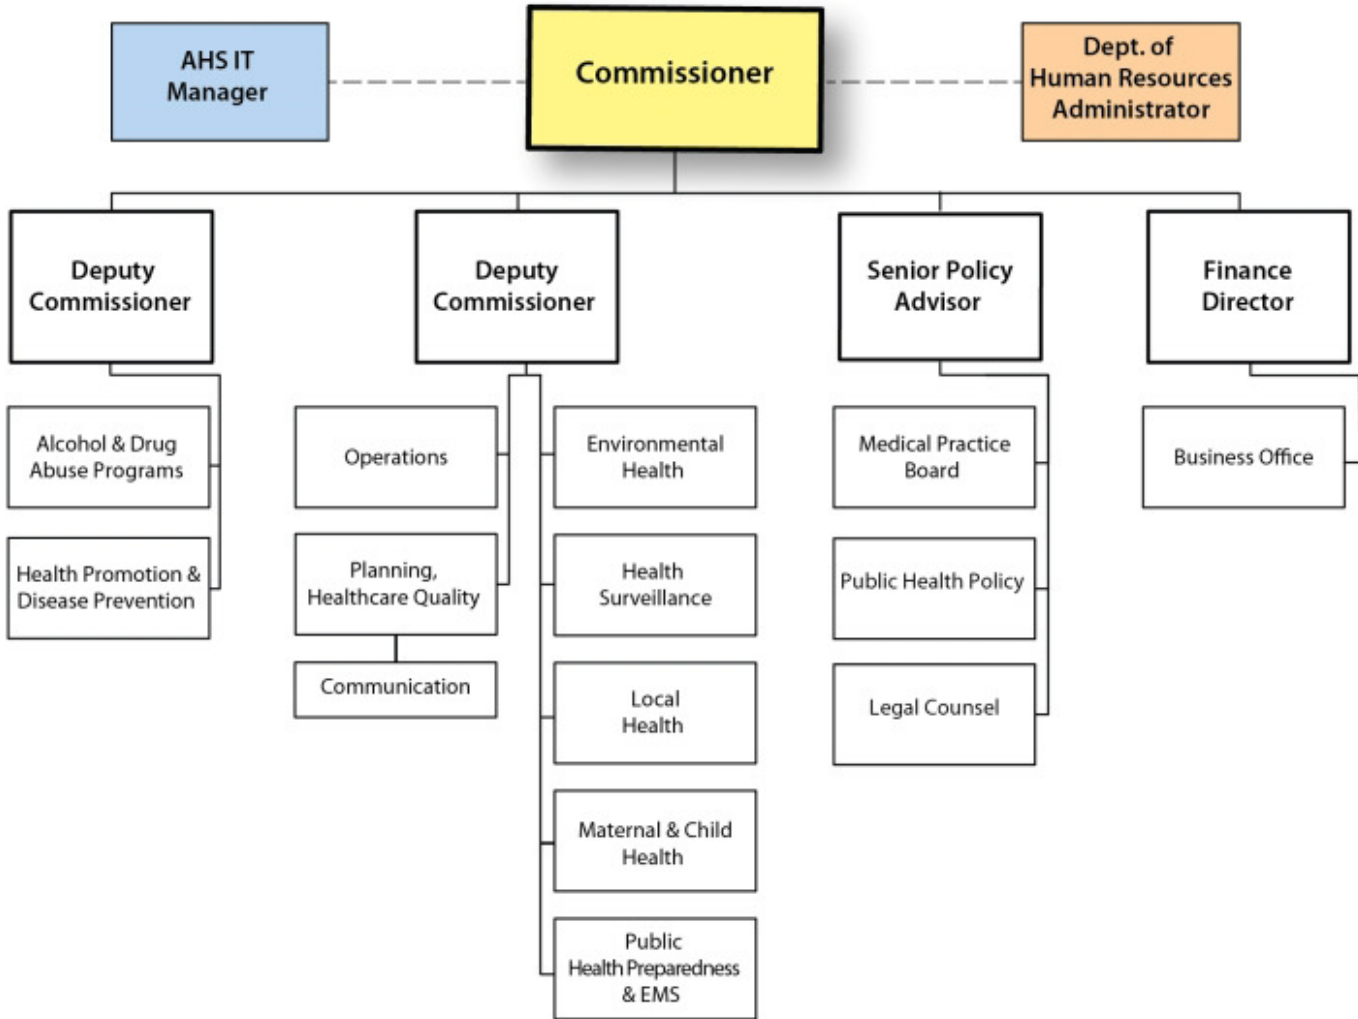 AHS IT
Manager
Commissioner
Dept. of
Human Resources
Administrator
Deputy
Commissioner
Deputy
Commissioner
Senior Policy
Advisor
Finance
Director
Alcohol & Drug
Abuse Programs
Health Promotion &
Disease Prevention
Operations
Planning,
Healthcare Quality
Communication
Environmental
Health
Health
Surveillance
Local
Health
Maternal & Child
Health
Public
Health Preparedness
& EMS
Medical Practice
Board
Public Health Policy
Legal Counsel
Business Office